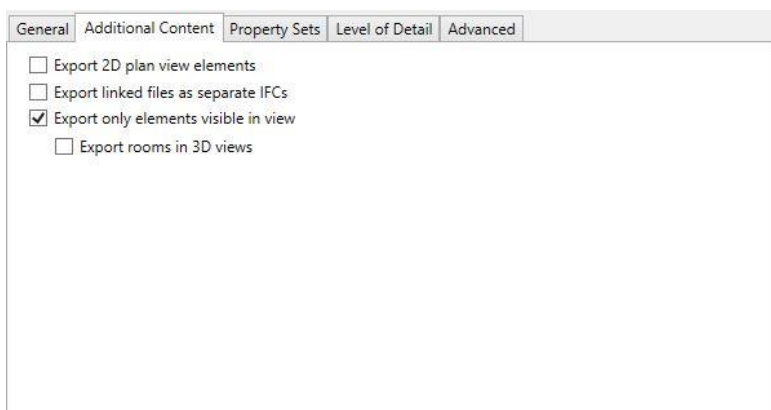 General Additional Content Property Sets Level of Detail Advanced
Export 2D plan view elements
Export linked files as separate IFCs
Export only elements visible in view
Export rooms in 3D views